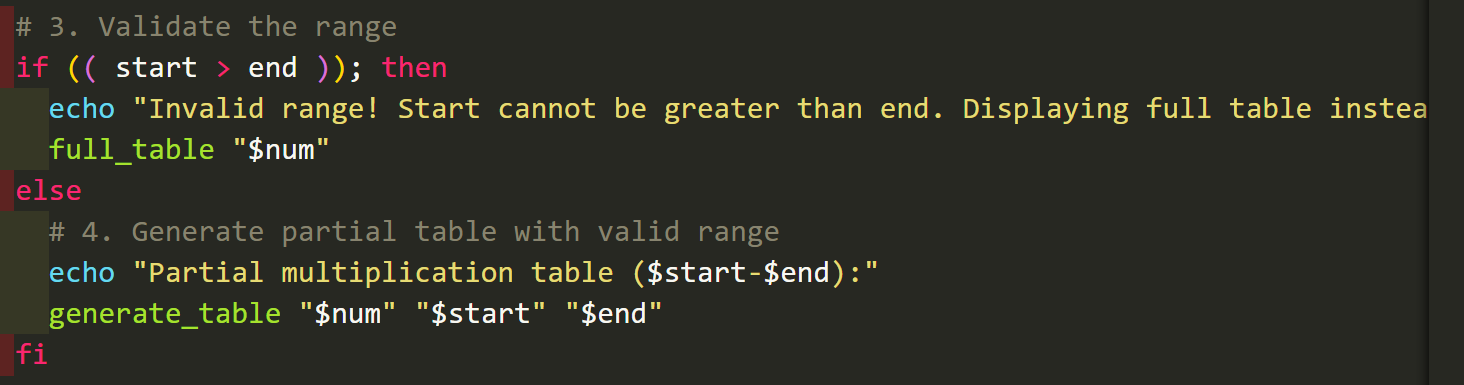 # 3. Validate the range
if (( start > end )); then
  echo "Invalid range! Start cannot be greater than end. Displaying full table instea
  full_table "$num"
else
  # 4. Generate partial table with valid range
  echo "Partial multiplication table ($start-$end):"
  generate_table "$num" "$start" "$end"
fi